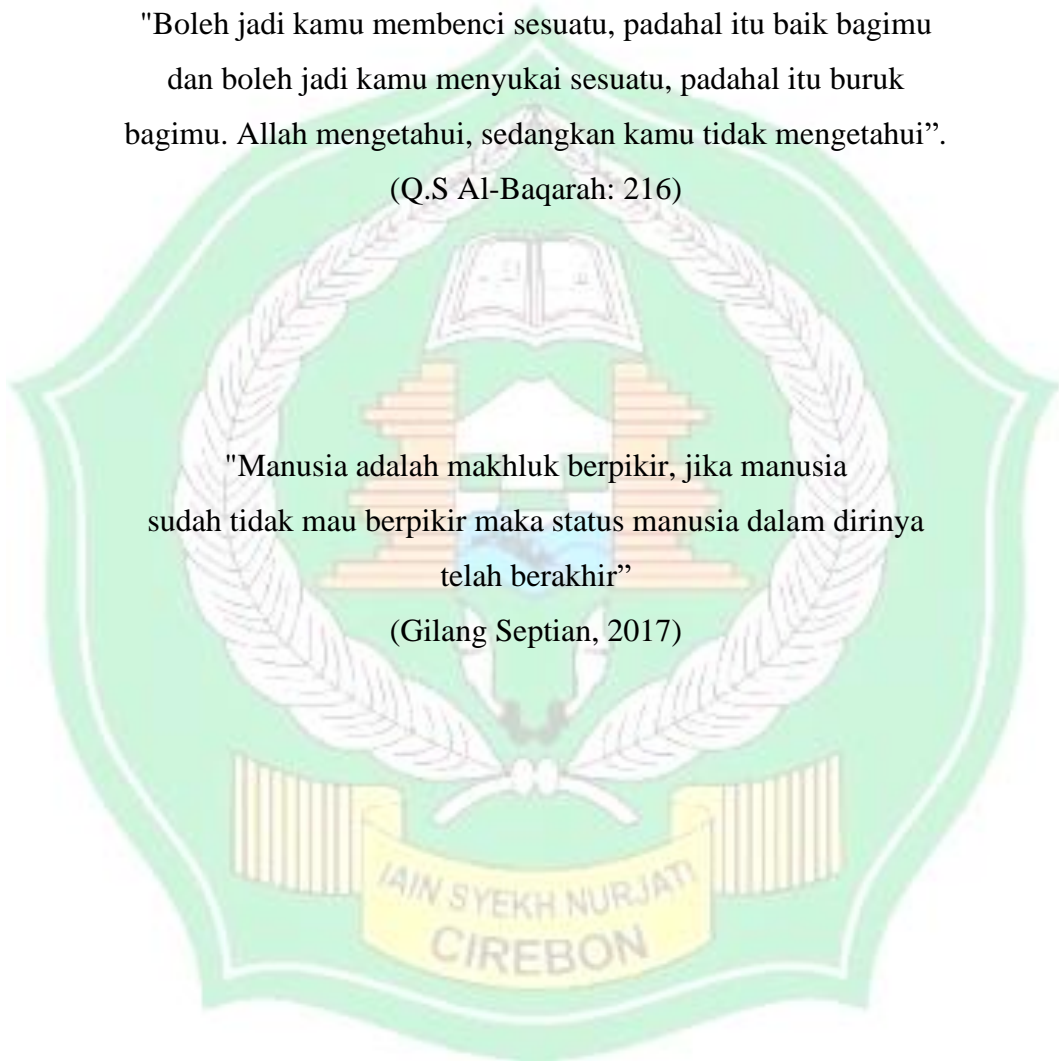 "Boleh jadi kamu membenci sesuatu, padahal itu baik bagimu
dan boleh jadi kamu menyukai sesuatu, padahal itu buruk
bagimu. Allah mengetahui, sedangkan kamu tidak mengetahui”.
(Q.S Al-Baqarah: 216)
"Manusia adalah makhluk berpikir, jika manusia
sudah tidak mau berpikir maka status manusia dalam dirinya
telah berakhir”
(Gilang Septian, 2017)
IAIN SYEKH NURJATI
CIREBON